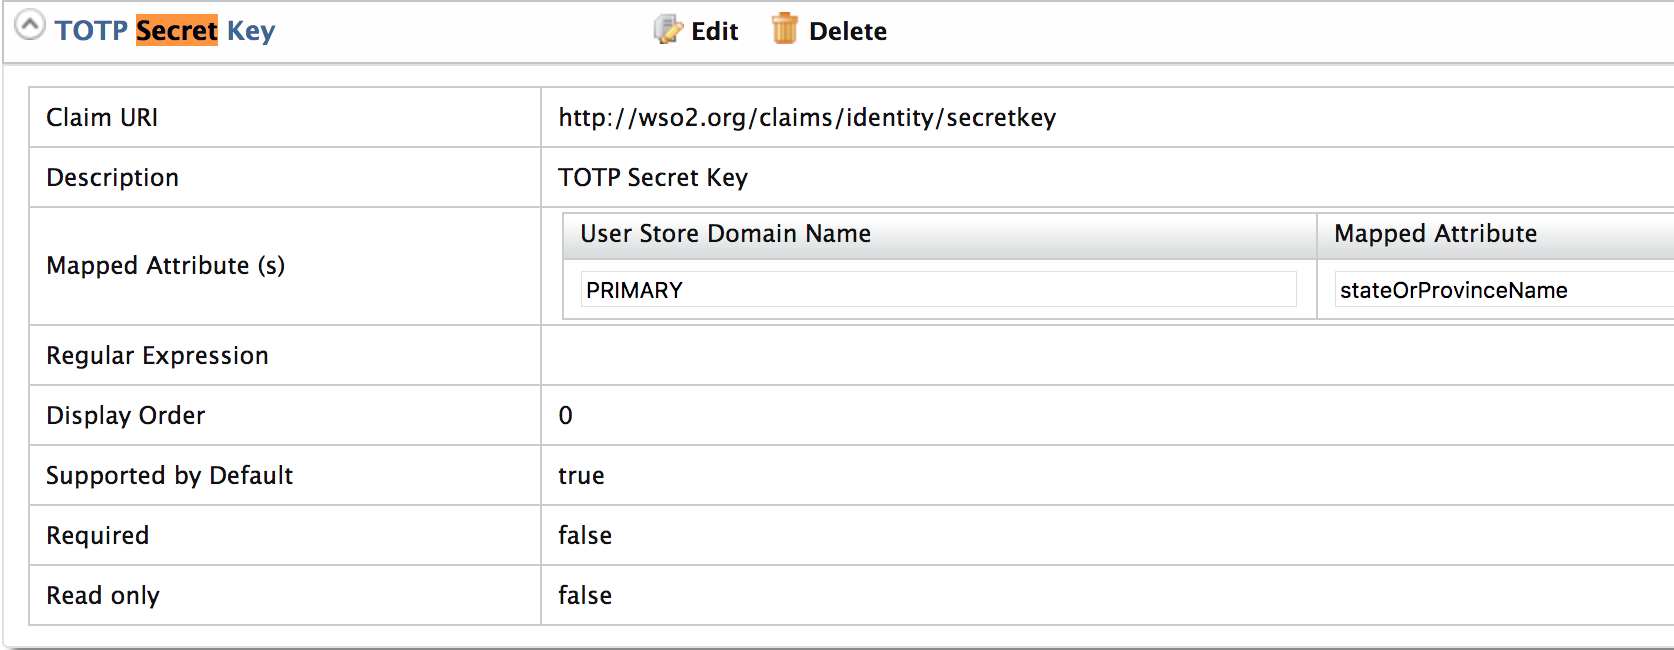 TOTP Secret Key Edit Delete
Claim URI http://wso2.org/claims/identity/secretkey
Description TOTP Secret Key
User Store Domain Name Mapped Attribute
Mapped Attribute (s)
PRIMARY stateOrProvinceName
Regular Expression
Display Order 0
Supported by Default true
Required false
Read only false